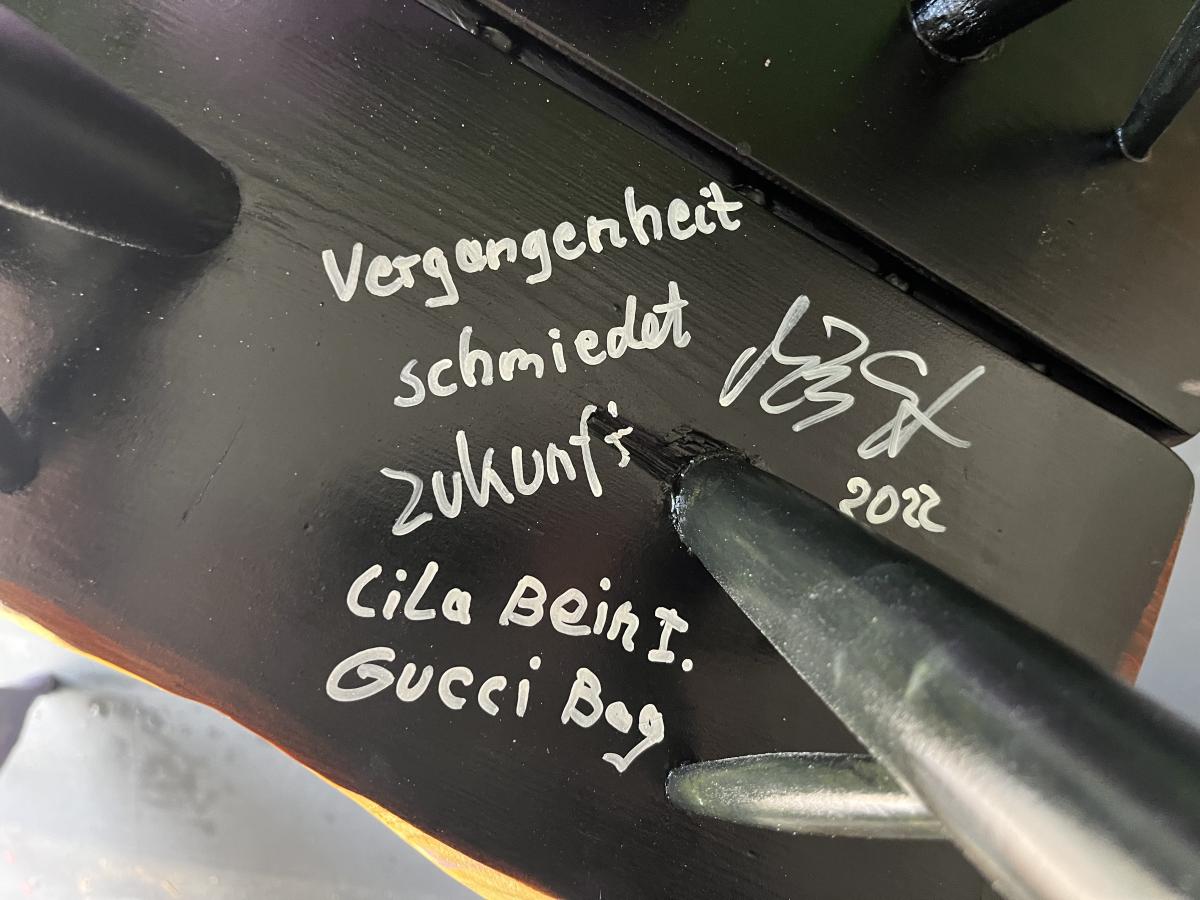 Vergangenheit
schmiedet
zukunft
CiLa Bein I.
Gucci Bag
2022